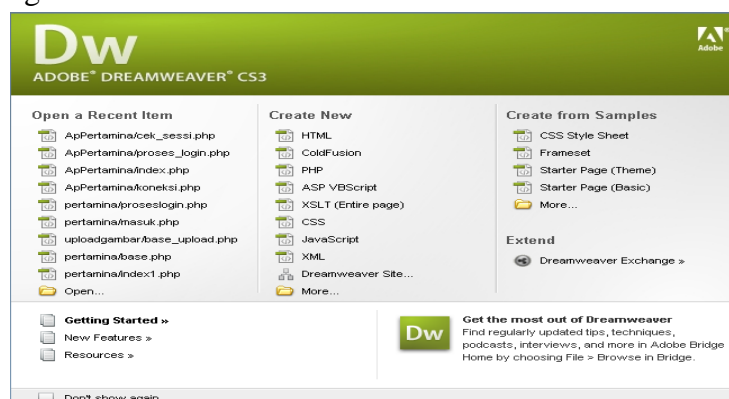 Dw
Adobe
ADOBE® DREAMWEAVER® CS3
Open a Recent Item
ApPertamina/cek_sessi.php
ApPertamina/proses_login.php
ApPertamina/index.php
ApPertamina/koneksi.php
pertamina/proseslogin.php
pertamina/masuk.php
uploadgambar/base_upload.php
pertamina/base.php
pertamina/index1.php
Open...
Create New
HTML
ColdFusion
PHP
ASP VBScript
XSLT (Entire page)
CSS
JavaScript
XML
Dreamweaver Site...
More...
Create from Samples
CSS Style Sheet
Frameset
Starter Page (Theme)
Starter Page (Basic)
More...
Extend
Dreamweaver Exchange »
Getting Started »
New Features »
Resources »
Dw
Get the most out of Dreamweaver
Find regularly updated tips, techniques,
podcasts, interviews, and more in Adobe Bridge
Home by choosing File > Browse in Bridge.
Don't show again